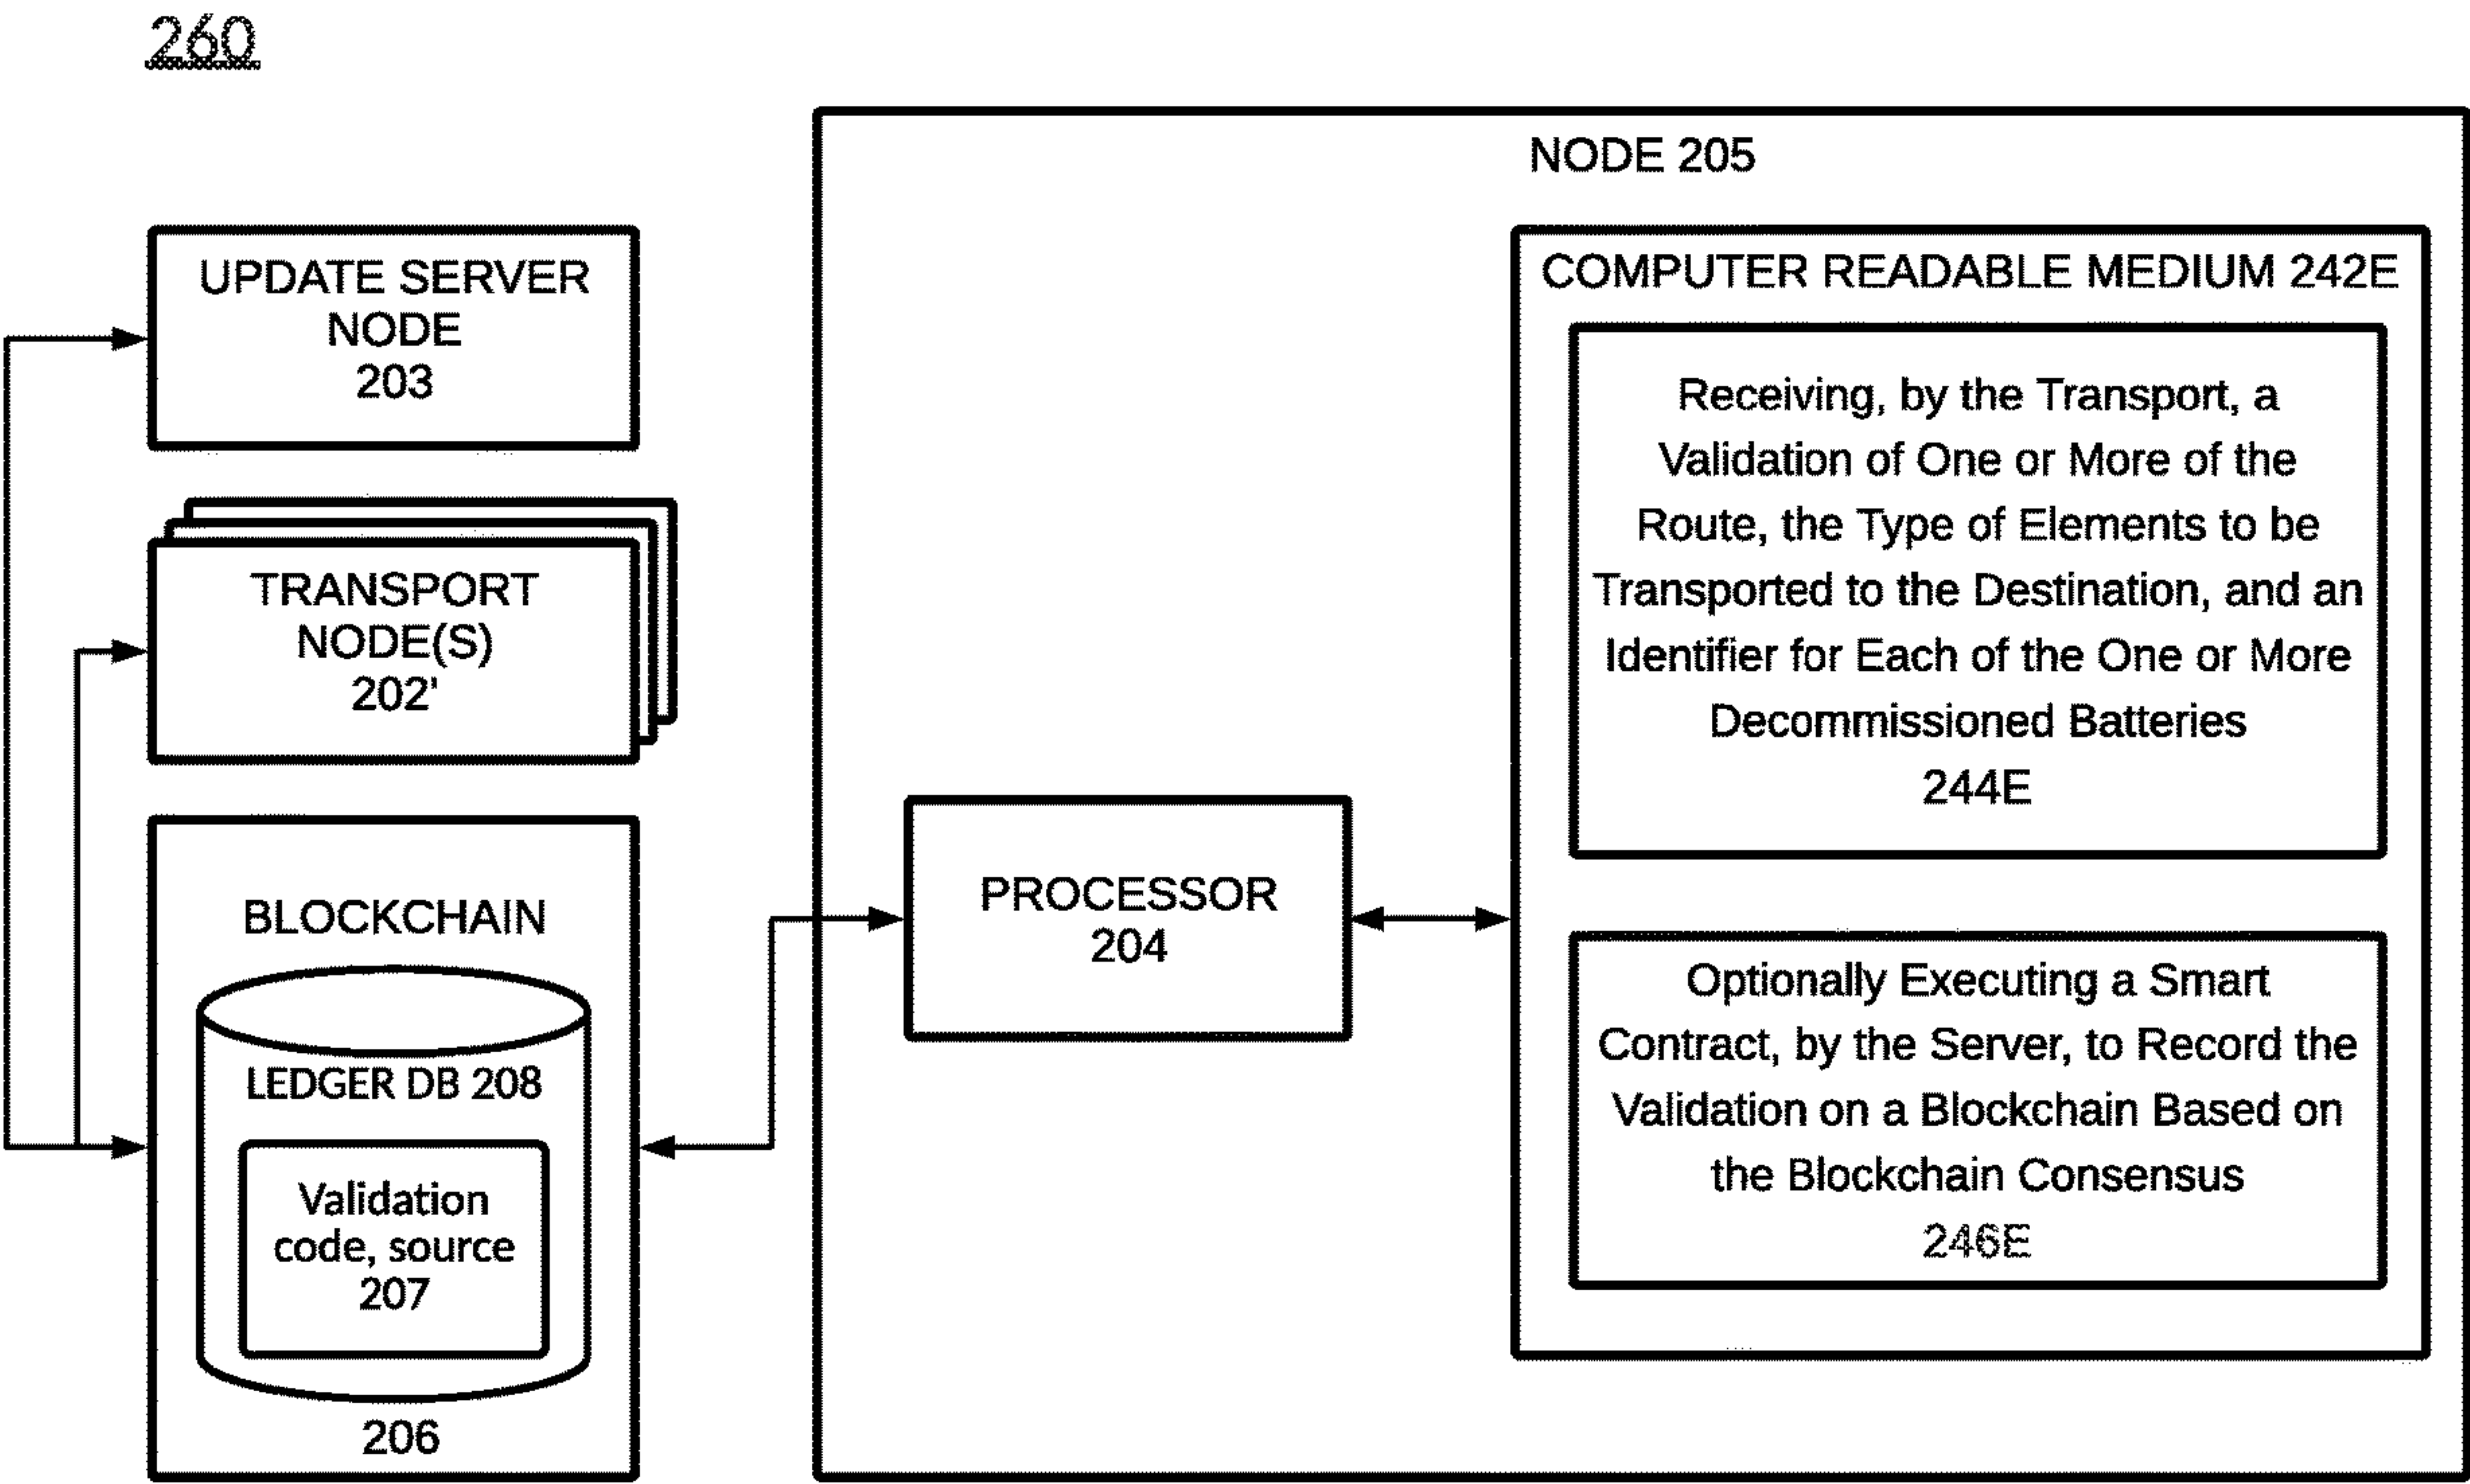 260
UPDATE SERVER
NODE
203
TRANSPORT
NODE(S)
202'
BLOCKCHAIN
LEDGER DB 208
Validation
code, source
207
206
NODE 205
PROCESSOR
204
COMPUTER READABLE MEDIUM 242E
Receiving, by the Transport, a
Validation of One or More of the
Route, the Type of Elements to be
Transported to the Destination, and an
Identifier for Each of the One or More
Decommissioned Batteries
244E
Optionally Executing a Smart
Contract, by the Server, to Record the
Validation on a Blockchain Based on
the Blockchain Consensus
246E